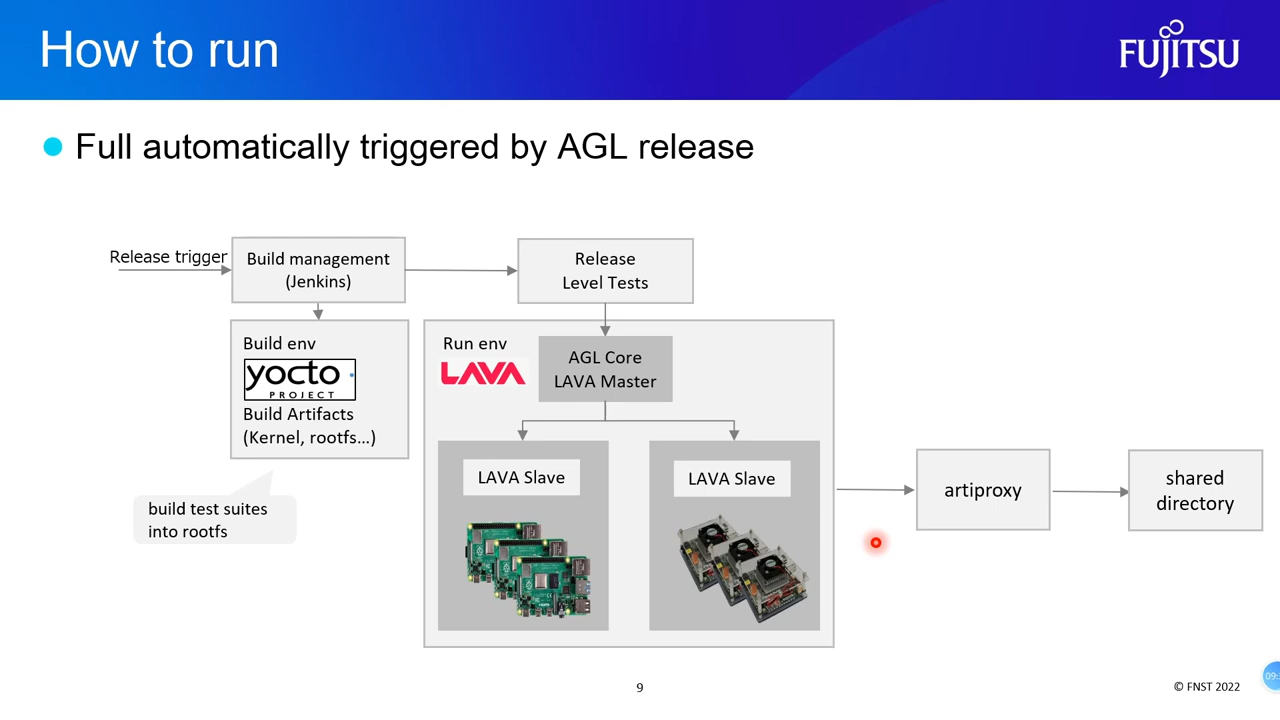 How to run
FUJITSU
Full automatically triggered by AGL release
Release trigger
Build management
(Jenkins)
Release
Level Tests
Build env
yocto
PROJECT
Build Artifacts
(Kernel, rootfs...)
build test suites
into rootfs
Run env
LAVA
AGL Core
LAVA Master
LAVA Slave
LAVA Slave
artiproxy
shared
directory
9
© FNST 2022